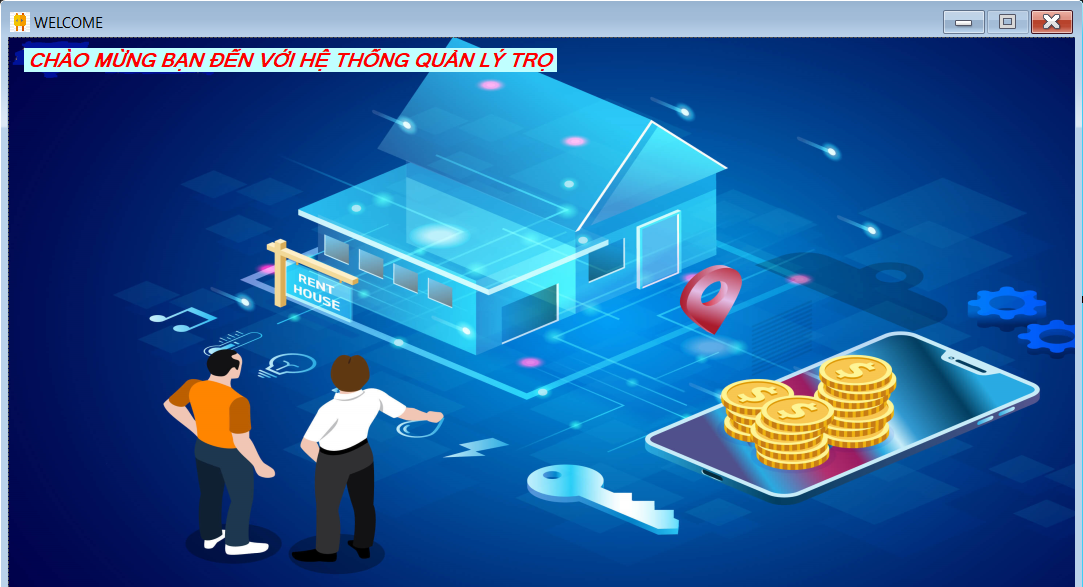 WELCOME
CHÀO MỪNG BẠN ĐẾN VỚI HỆ THỐNG QUẢN LÝ TRỌ
RENT
HOUSE